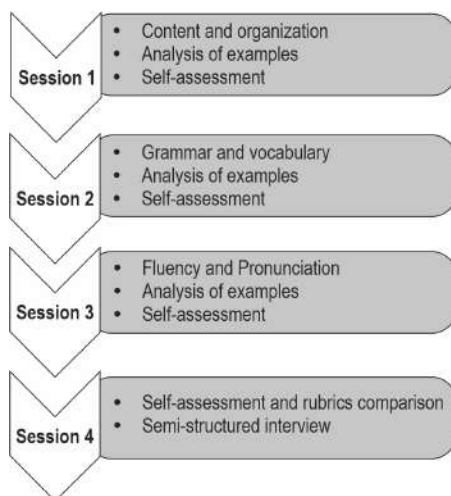 Session 1
• Content and organization
• Analysis of examples
• Self-assessment
Session 2
• Grammar and vocabulary
• Analysis of examples
• Self-assessment
Session 3
• Fluency and Pronunciation
• Analysis of examples
• Self-assessment
Session 4
• Self-assessment and rubrics comparison
• Semi-structured interview